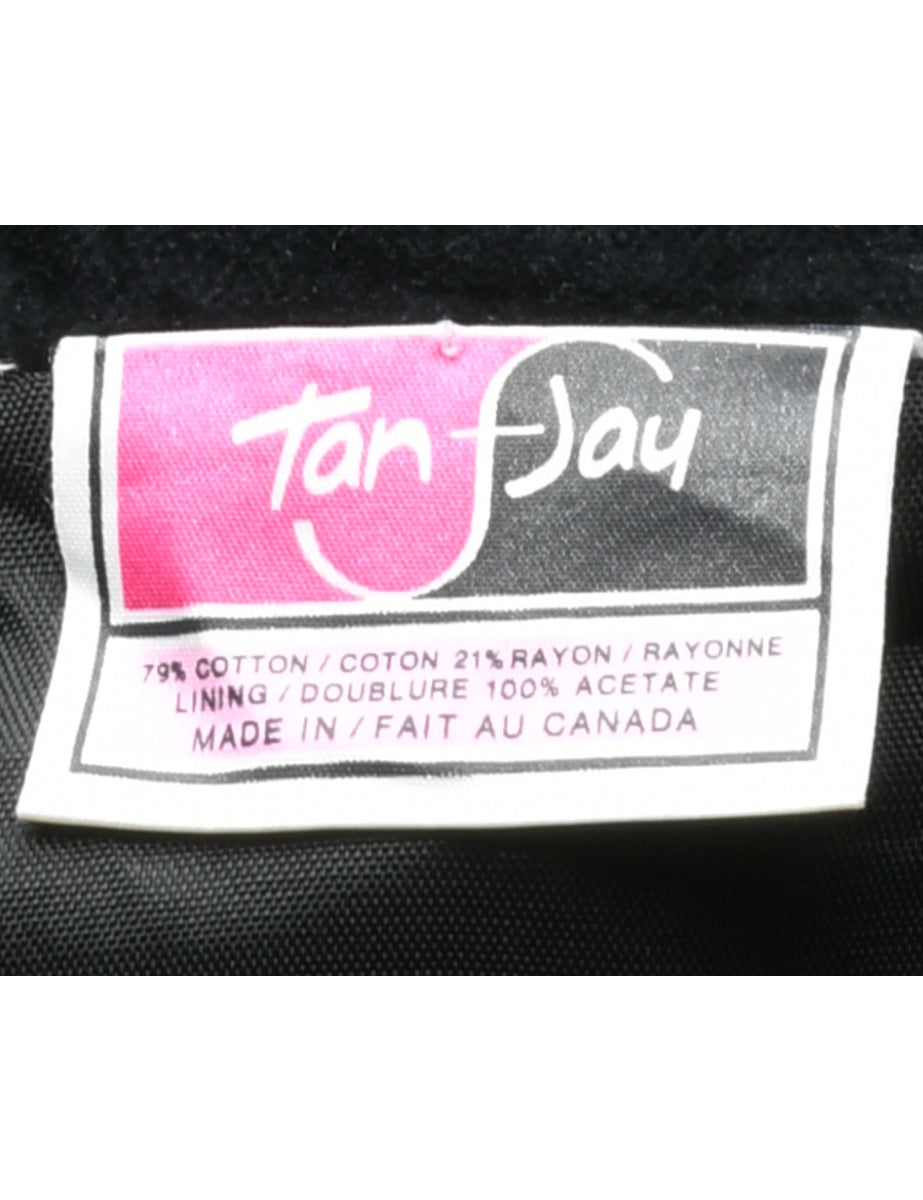 Tan Jay
79% COTTON / COTON 21% RAYON / RAYONNE
LINING / DOUBLURE 100% ACETATE
MADE IN / FAIT AU CANADA